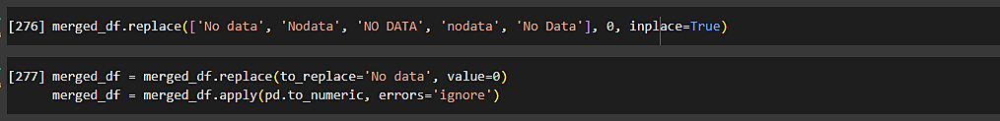 [276] merged_df.replace(['No data', 'Nodata', 'NO DATA', 'nodata', 'No Data'], 0, inplace=True)
[277] merged_df = merged_df.replace(to_replace='No data', value=0)
merged_df = merged_df.apply(pd.to_numeric, errors='ignore')